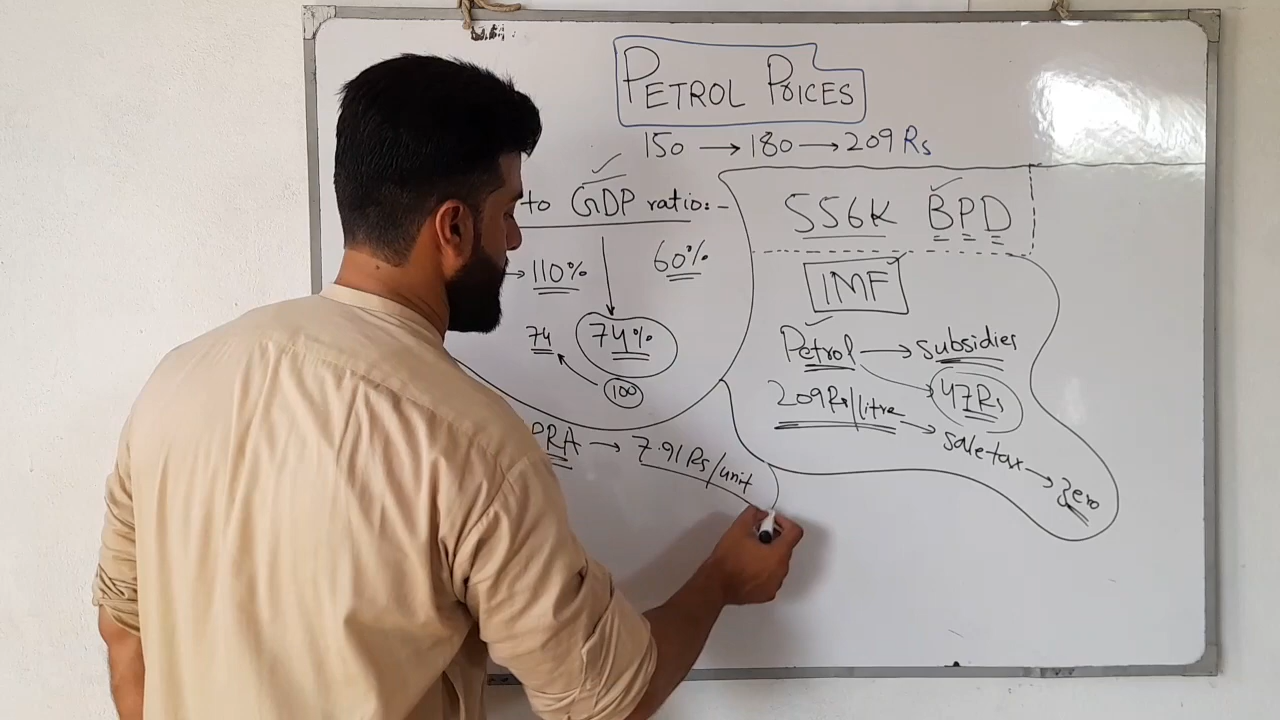 PETROL PRICES
150 → 180 → 209 Rs
to GDP ratio:-
→ 110%
60%
74
74%
100
PRA → 7.91 Rs/unit
556K BPD
IMF
Petrol → subsidies
47Rs
209Rs/litre → sale tax → zero